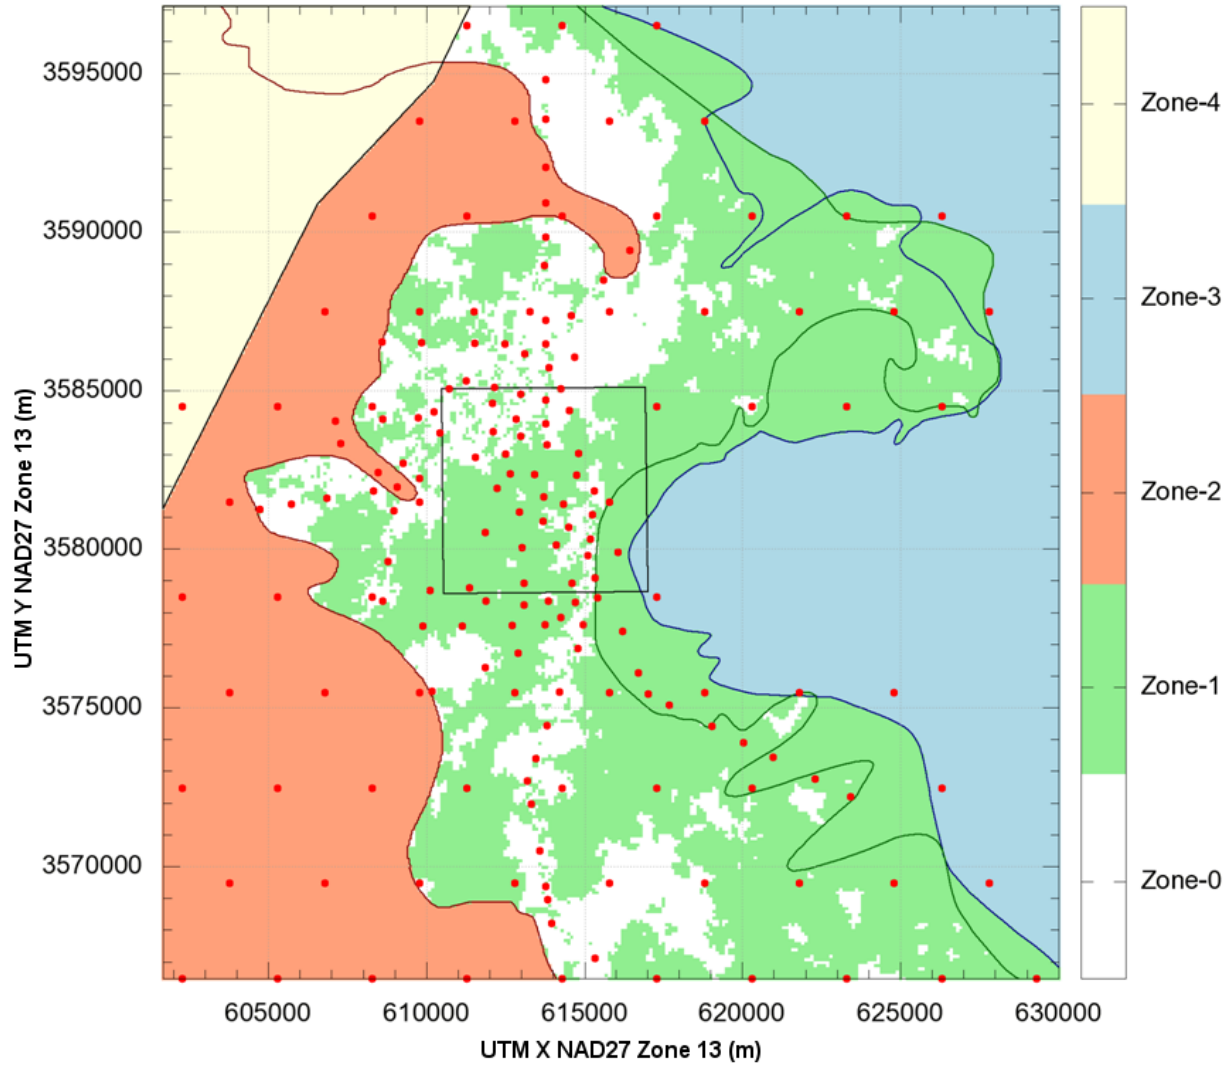 3595000
3590000
3585000
3580000
3575000
3570000
UTM Y NAD27 Zone 13 (m)
605000 610000 615000 620000 625000 630000
UTM X NAD27 Zone 13 (m)
Zone-4
Zone-3
Zone-2
Zone-1
Zone-0